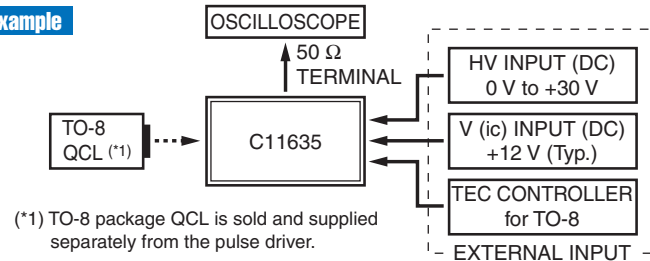 xample
OSCILLOSCOPE
50 Ω
TERMINAL
HV INPUT (DC)
0 V to +30 V
TO-8
QCL (*1)
C11635
V (ic) INPUT (DC)
+12 V (Typ.)
TEC CONTROLLER
for TO-8
(*1) TO-8 package QCL is sold and supplied
separately from the pulse driver.
EXTERNAL INPUT